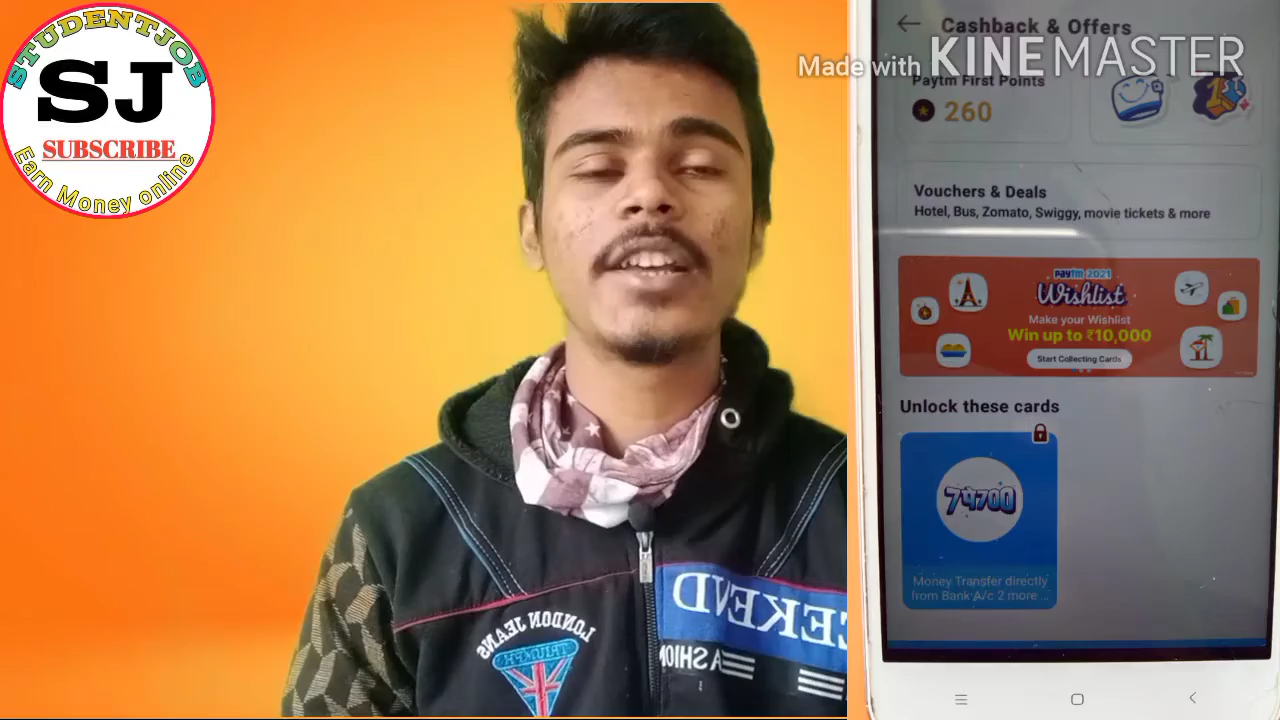 STUDENTJOB
SJ
SUBSCRIBE
Earn Money online
Made with KINEMASTER
Cashback & Offers
Paytm First Points
260
Vouchers & Deals
Hotel, Bus, Zomato, Swiggy, movie tickets & more
paytm 2021
Wishlist
Make your Wishlist
Win up to ₹10,000
Start Collecting Cards
Unlock these cards
Money Transfer directly
from Bank A/c 2 more ...
LONDON JEANS
TRIUMPH